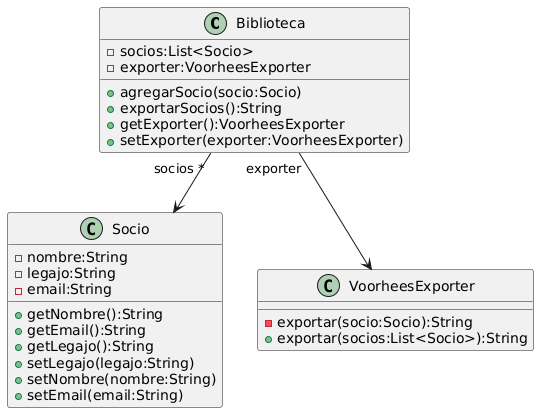 C Biblioteca
socios:List<Socio>
exporter:VoorheesExporter
agregarSocio(socio:Socio)
exportarSocios():String
getExporter():VoorheesExporter
setExporter(exporter:VoorheesExporter)
socios *
exporter
C Socio
nombre:String
legajo:String
email:String
getNombre():String
getEmail():String
getLegajo():String
setLegajo(legajo:String)
setNombre(nombre:String)
setEmail(email:String)
C VoorheesExporter
exportar(socio:Socio):String
exportar(socios:List<Socio>):String